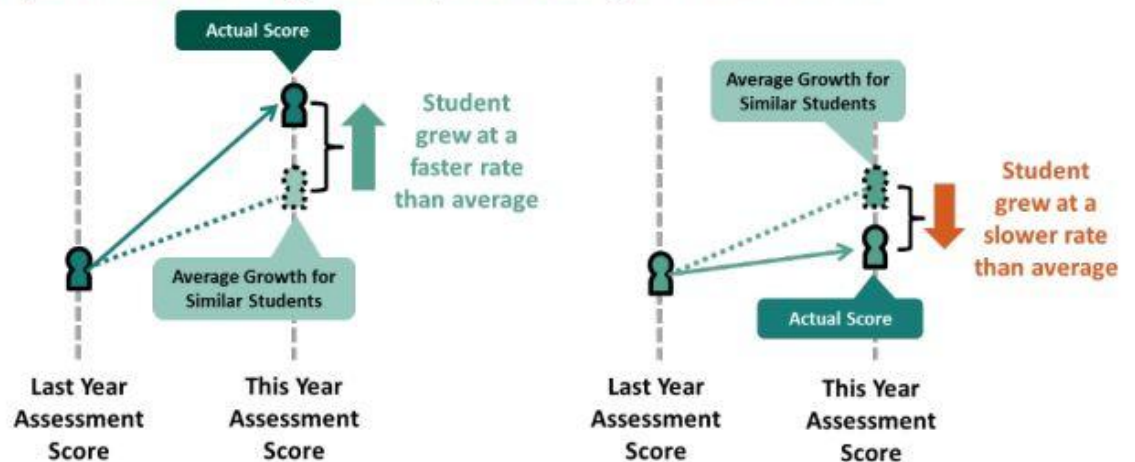 Actual Score
Student
grew at a
faster rate
than average
Average Growth for
Similar Students
Last Year
Assessment
Score
This Year
Assessment
Score
Average Growth for
Similar Students
Student
grew at a
slower rate
than average
Actual Score
Last Year
Assessment
Score
This Year
Assessment
Score